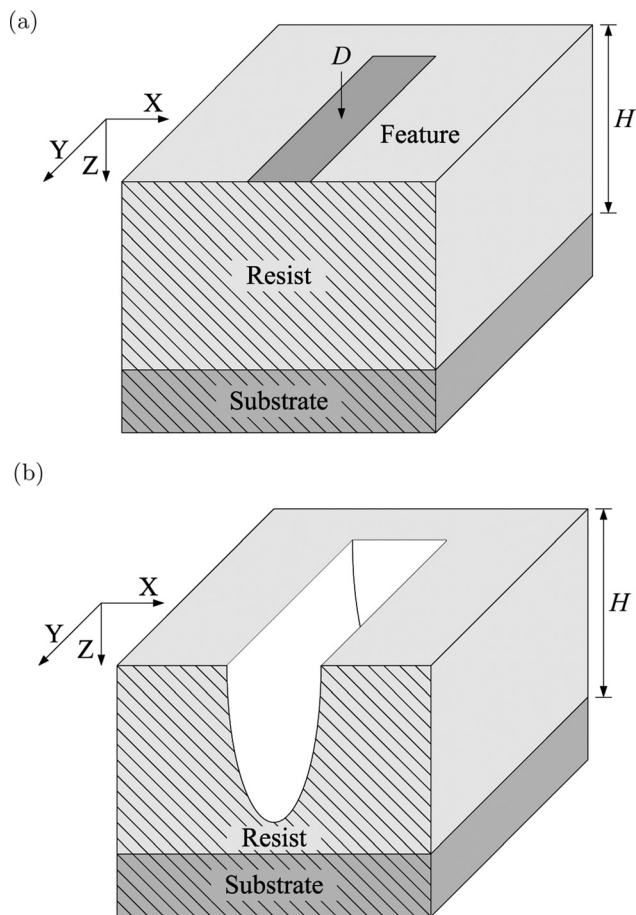 (a)
D
X
H
Y
Feature
Z
Resist
Substrate
(b)
X
H
Y
Z
Resist
Substrate